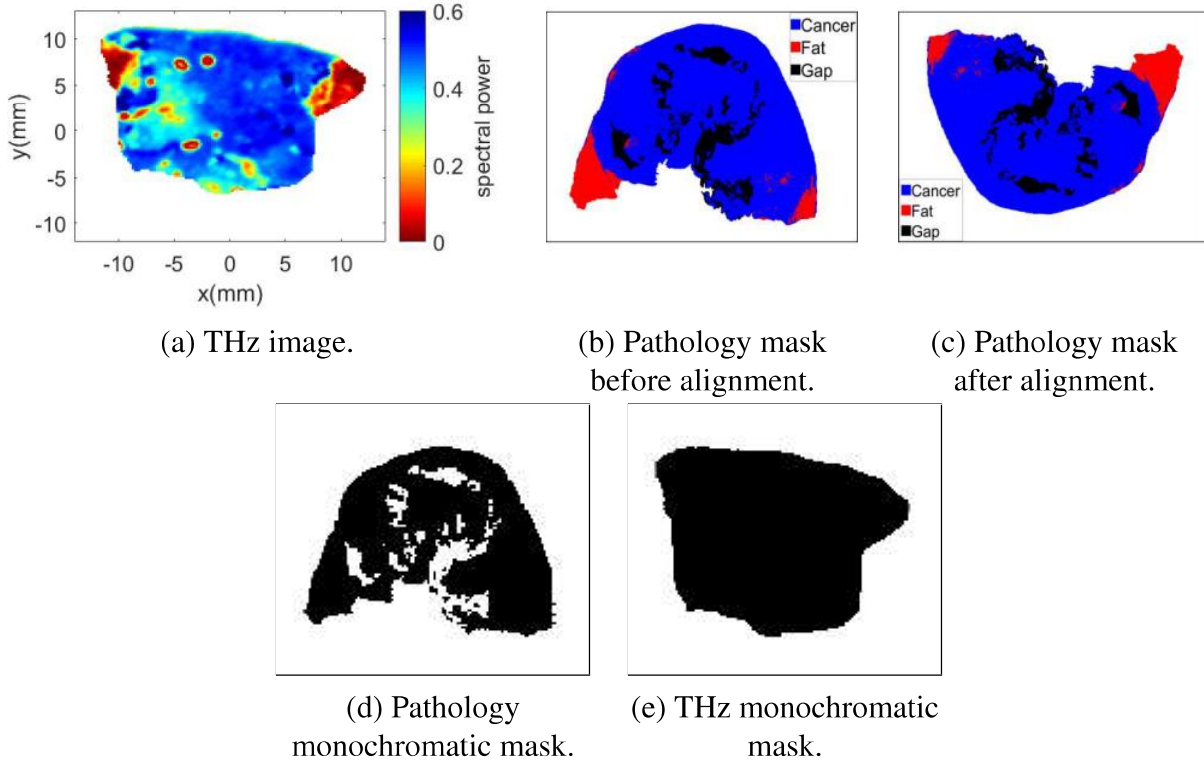 10
5
0
-5
-10
y(mm)
-10 -5 0 5 10
x(mm)
0.6
0.4
0.2
0
spectral power
Cancer
Fat
Gap
Cancer
Fat
Gap
(a) THz image.
(b) Pathology mask
before alignment.
(c) Pathology mask
after alignment.
(d) Pathology
monochromatic mask.
(e) THz monochromatic
mask.